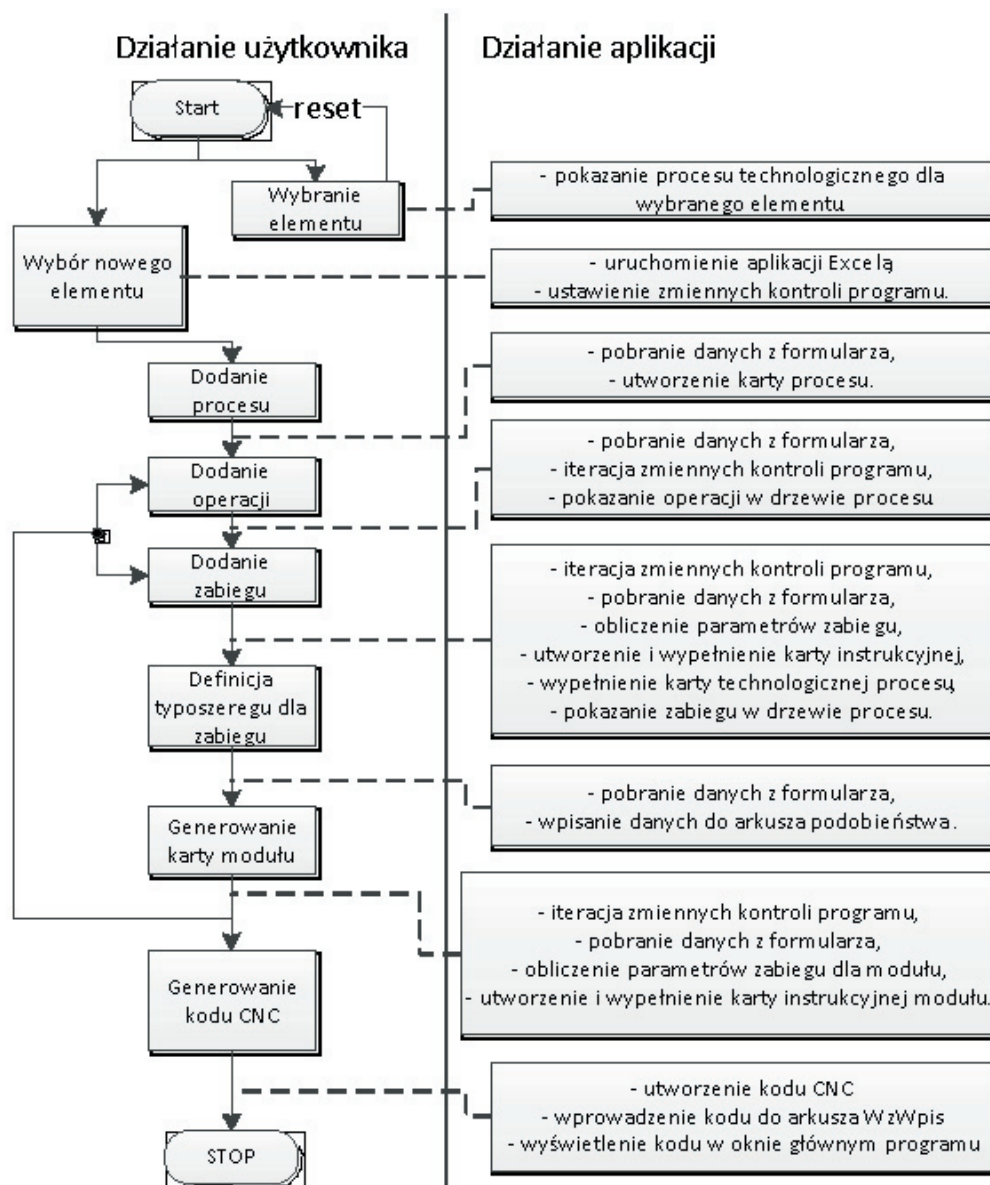 Działanie użytkownika
Działanie aplikacji
Start
reset
Wybranie
elementu
- pokazanie procesu technologicznego dla
wybranego elementu.
Wybór nowego
elementu
- uruchomienie aplikacji Excela,
- ustawienie zmiennych kontroli programu.
Dodanie
procesu
- pobranie danych z formularza,
- utworzenie karty procesu.
Dodanie
operacji
- pobranie danych z formularza,
- iteracja zmiennych kontroli programu,
- pokazanie operacji w drzewie procesu
Dodanie
zabiegu
- iteracja zmiennych kontroli programu,
- pobranie danych z formularza,
- obliczenie parametrów zabiegu,
- utworzenie i wypełnienie karty instrukcyjnej,
- wypełnienie karty technologicznej procesu,
- pokazanie zabiegu w drzewie procesu.
Definicja
typoszeregu dla
zabiegu
- pobranie danych z formularza,
- wpisanie danych do arkusza podobieństwa.
Generowanie
karty modułu
- iteracja zmiennych kontroli programu,
- pobranie danych z formularza,
- obliczenie parametrów zabiegu dla modułu,
- utworzenie i wypełnienie karty instrukcyjnej modułu.
Generowanie
kodu CNC
- utworzenie kodu CNC
- wprowadzenie kodu do arkusza WzWpis
- wyświetlenie kodu w oknie głównym programu
STOP